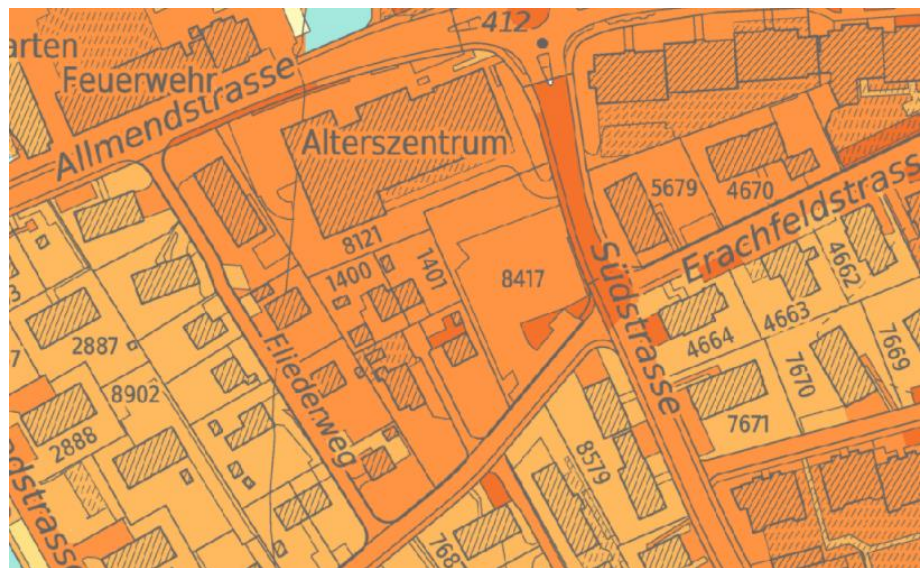 412
arten
Feuerwehr
Allmendstrasse
Alterszentrum
5679
4670
Erachfeldstrass
8121
1400
1401
8417
Südstrasse
4662
4663
4664
7669
7670
7671
2887
8902
2888
Fliederweg
8579
768
dstrasse